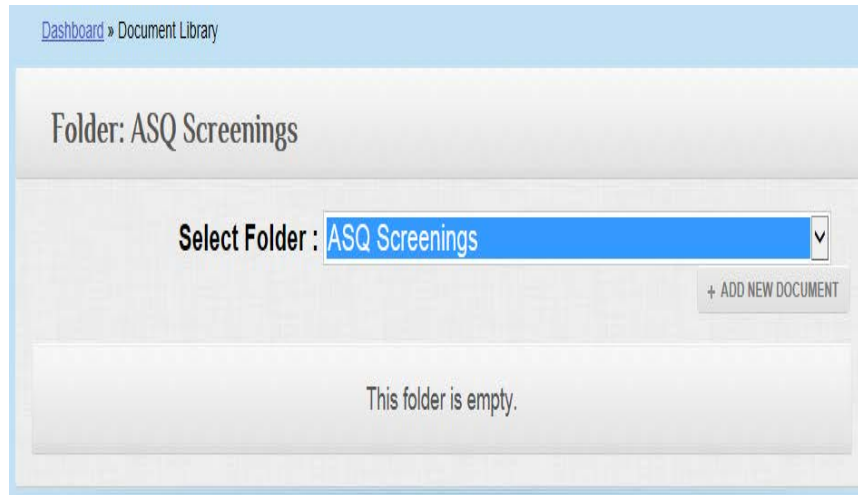 Dashboard » Document Library
Folder: ASQ Screenings
Select Folder : ASQ Screenings
+ ADD NEW DOCUMENT
This folder is empty.